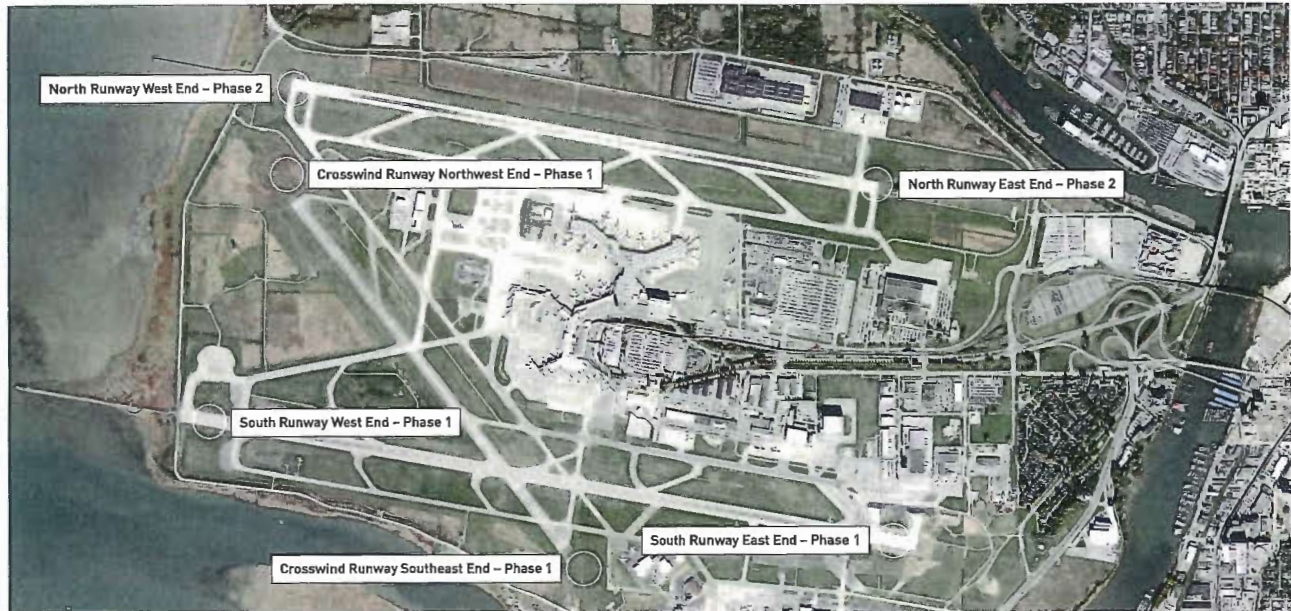 North Runway West End – Phase 2
Crosswind Runway Northwest End – Phase 1
North Runway East End – Phase 2
South Runway West End – Phase 1
South Runway East End – Phase 1
Crosswind Runway Southeast End – Phase 1